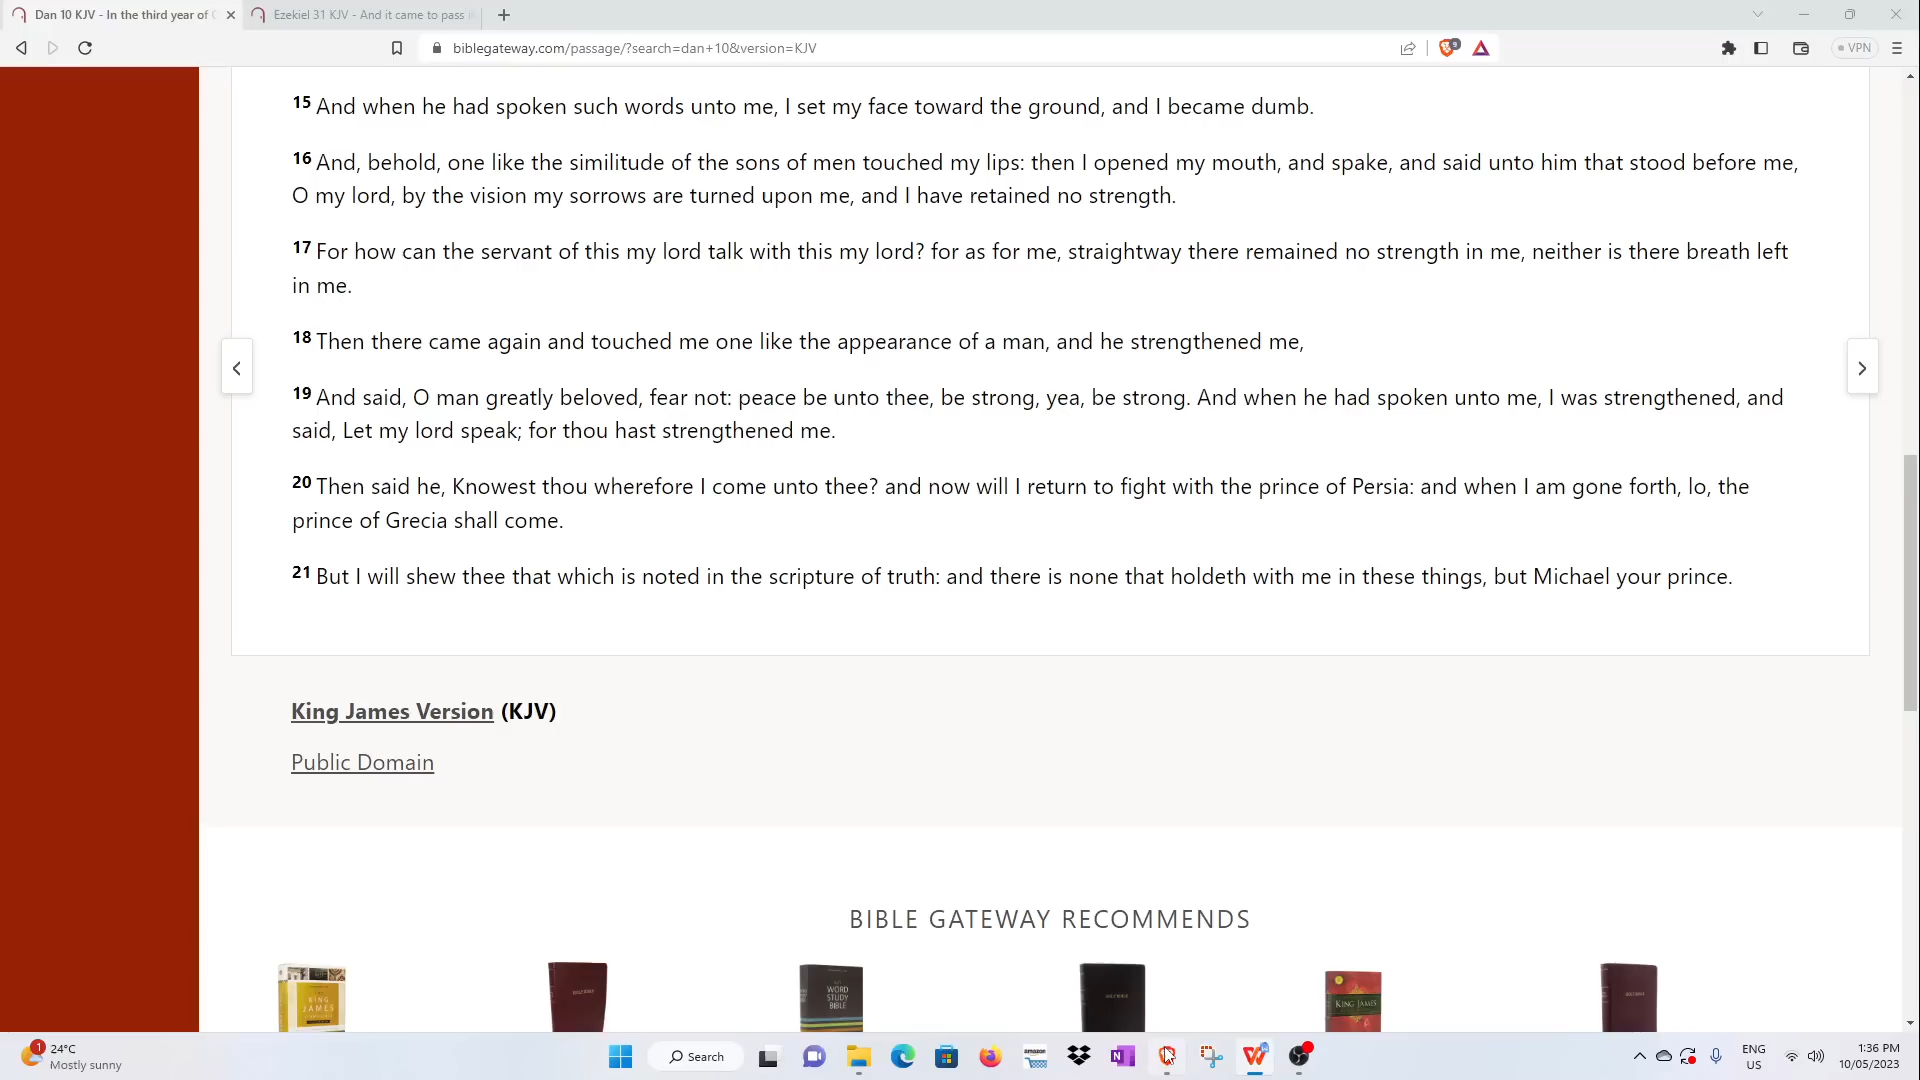 Dan 10 KJV - In the third year of
Ezekiel 31 KJV - And it came to pass i
biblegateway.com/passage/?search=dan+10&version=KJV
9
VPN
15 And when he had spoken such words unto me, I set my face toward the ground, and I became dumb.
16 And, behold, one like the similitude of the sons of men touched my lips: then I opened my mouth, and spake, and said unto him that stood before me,
O my lord, by the vision my sorrows are turned upon me, and I have retained no strength.
17 For how can the servant of this my lord talk with this my lord? for as for me, straightway there remained no strength in me, neither is there breath left
in me.
18 Then there came again and touched me one like the appearance of a man, and he strengthened me,
19 And said, O man greatly beloved, fear not: peace be unto thee, be strong, yea, be strong. And when he had spoken unto me, I was strengthened, and
said, Let my lord speak; for thou hast strengthened me.
20 Then said he, Knowest thou wherefore I come unto thee? and now will I return to fight with the prince of Persia: and when I am gone forth, lo, the
prince of Grecia shall come.
21 But I will shew thee that which is noted in the scripture of truth: and there is none that holdeth with me in these things, but Michael your prince.
King James Version (KJV)
Public Domain
BIBLE GATEWAY RECOMMENDS
KING
JAMES
HOLY BIBLE
WORD
STUDY
BIBLE
HOLY BIBLE
KING JAMES
HOLY BIBLE
1
24°C
Mostly sunny
Search
amazon
ENG
US
1:36 PM
10/05/2023